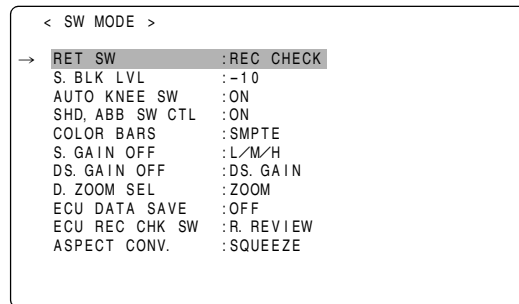 < SW MODE >
→ RET SW :REC CHECK
S. BLK LVL :-10
AUTO KNEE SW :ON
SHD, ABB SW CTL :ON
COLOR BARS :SMPTE
S. GAIN OFF :L/M/H
DS. GAIN OFF :DS. GAIN
D. ZOOM SEL :ZOOM
ECU DATA SAVE :OFF
ECU REC CHK SW :R. REVIEW
ASPECT CONV. :SQUEEZE